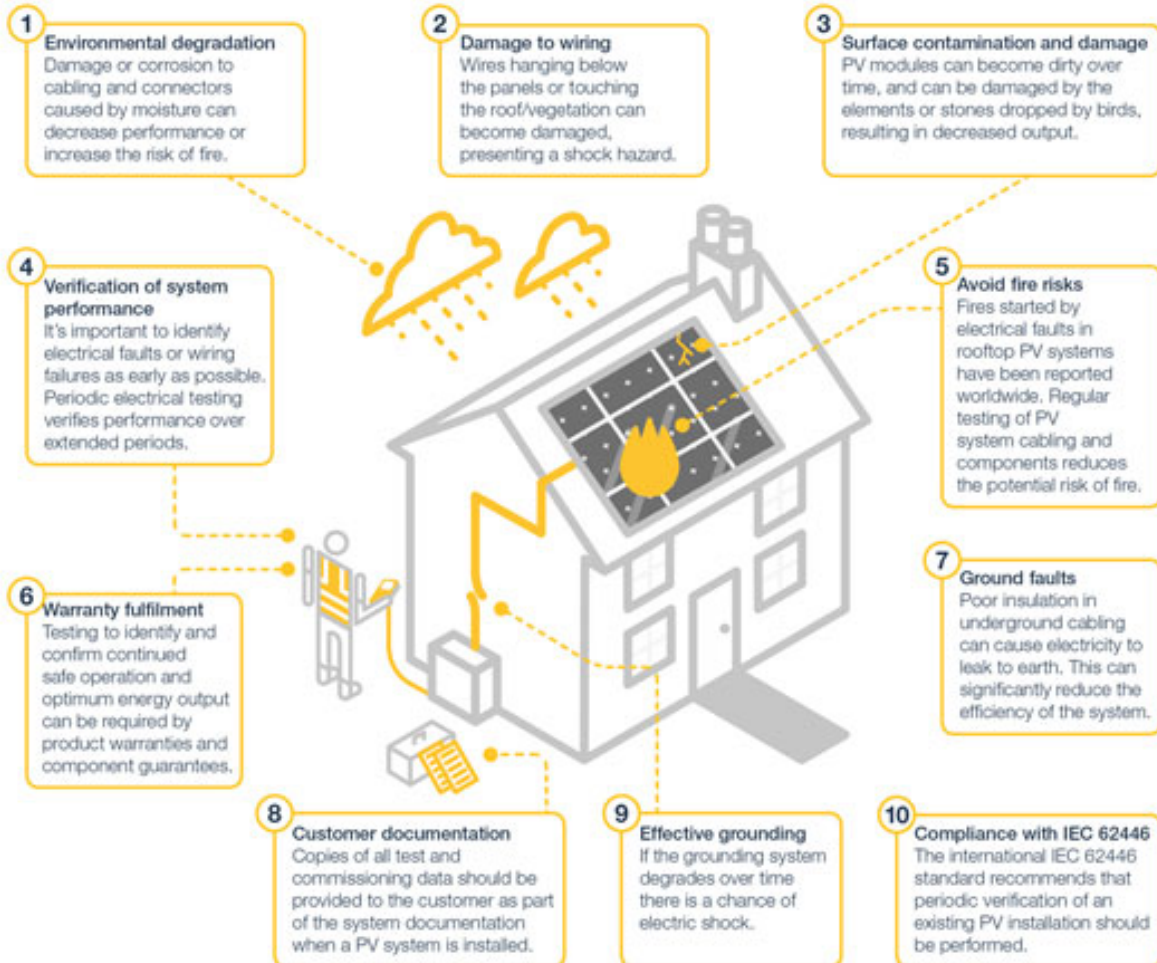 1
Environmental degradation
Damage or corrosion to
cabling and connectors
caused by moisture can
decrease performance or
increase the risk of fire.
2
Damage to wiring
Wires hanging below
the panels or touching
the roof/vegetation can
become damaged,
presenting a shock hazard.
3
Surface contamination and damage
PV modules can become dirty over
time, and can be damaged by the
elements or stones dropped by birds,
resulting in decreased output.
4
Verification of system
performance
It's important to identify
electrical faults or wiring
failures as early as possible.
Periodic electrical testing
verifies performance over
extended periods.
5
Avoid fire risks
Fires started by
electrical faults in
rooftop PV systems
have been reported
worldwide. Regular
testing of PV
system cabling and
components reduces
the potential risk of fire.
6
Warranty fulfilment
Testing to identify and
confirm continued
safe operation and
optimum energy output
can be required by
product warranties and
component guarantees.
7
Ground faults
Poor insulation in
underground cabling
can cause electricity to
leak to earth. This can
significantly reduce the
efficiency of the system.
8
Customer documentation
Copies of all test and
commissioning data should be
provided to the customer as part
of the system documentation
when a PV system is installed.
9
Effective grounding
If the grounding system
degrades over time
there is a chance of
electric shock.
10
Compliance with IEC 62446
The international IEC 62446
standard recommends that
periodic verification of an
existing PV installation should
be performed.